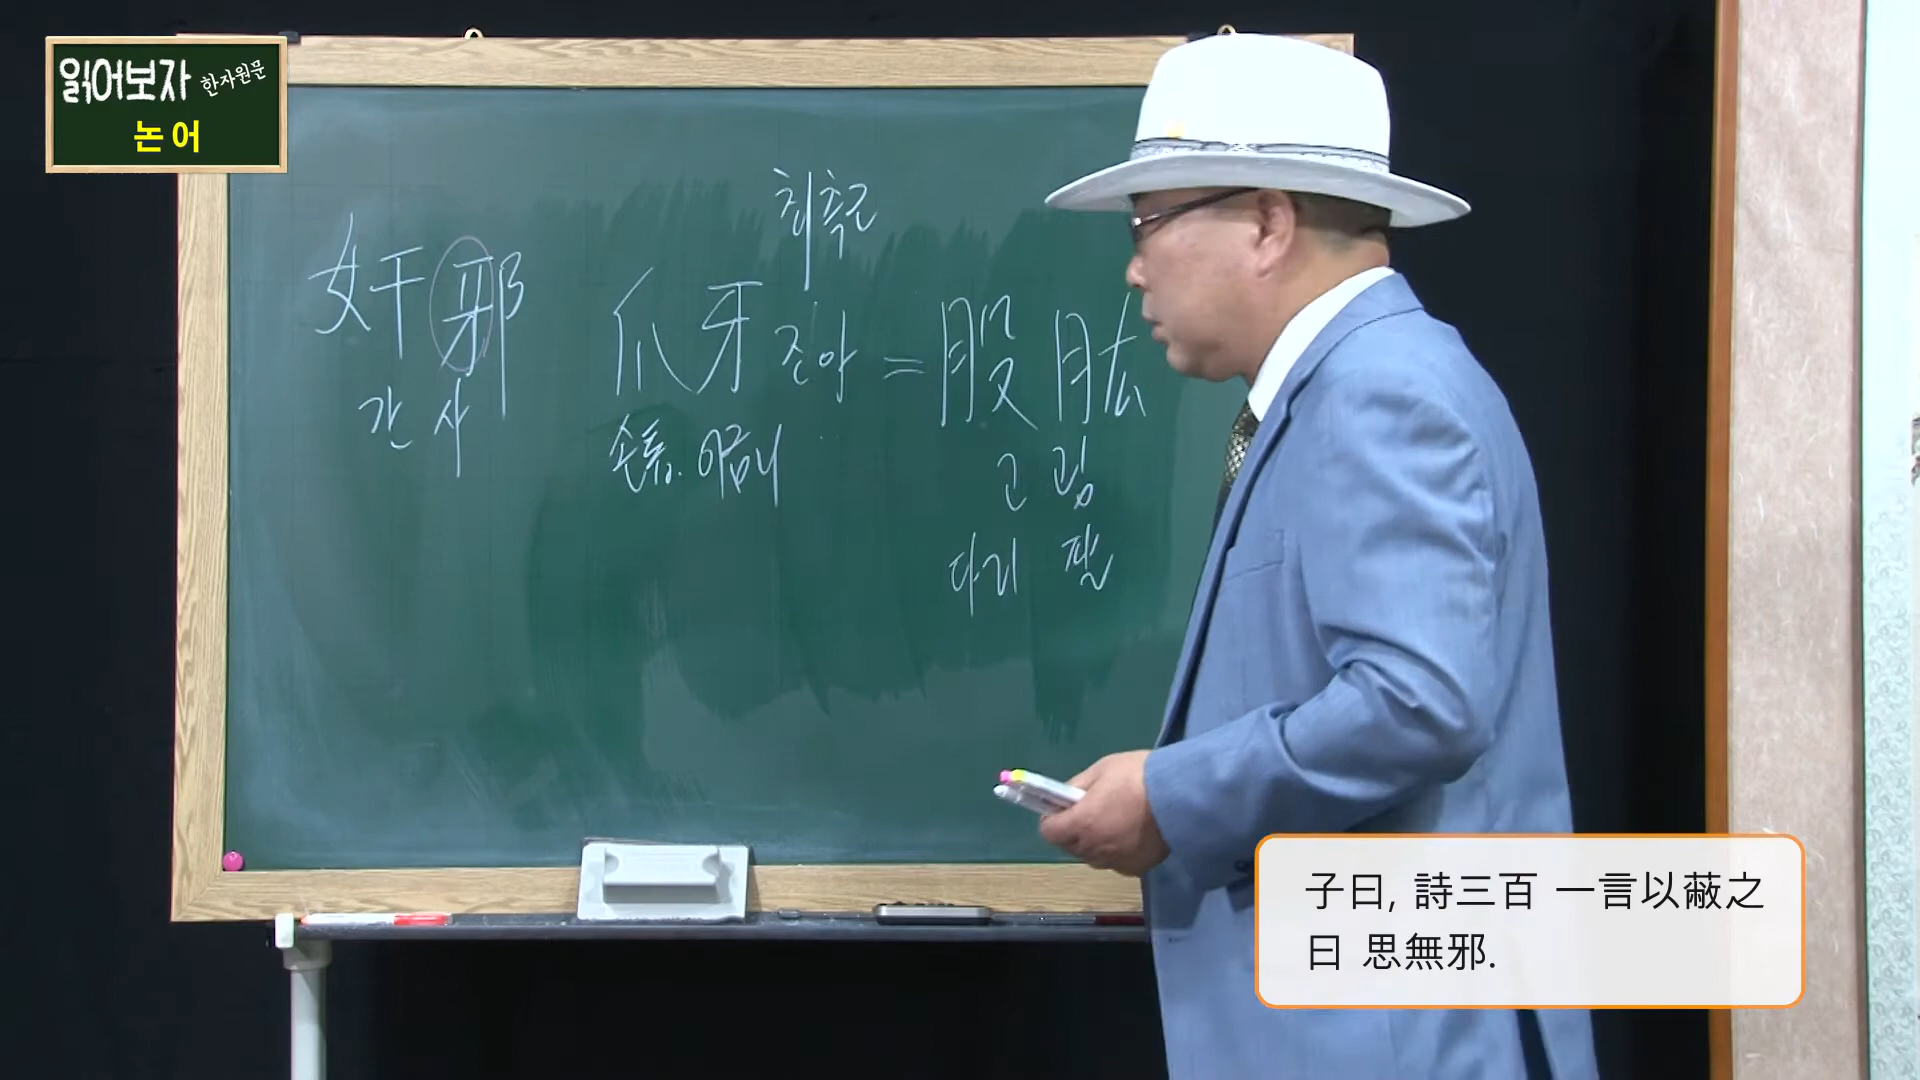 읽어보자 한자원문
논어
최측근
奸邪
간사
爪牙 조아 = 股肱
손톱. 어금니
고 굉
다리 팔
子曰, 詩三百 一言以蔽之
曰 思無邪.